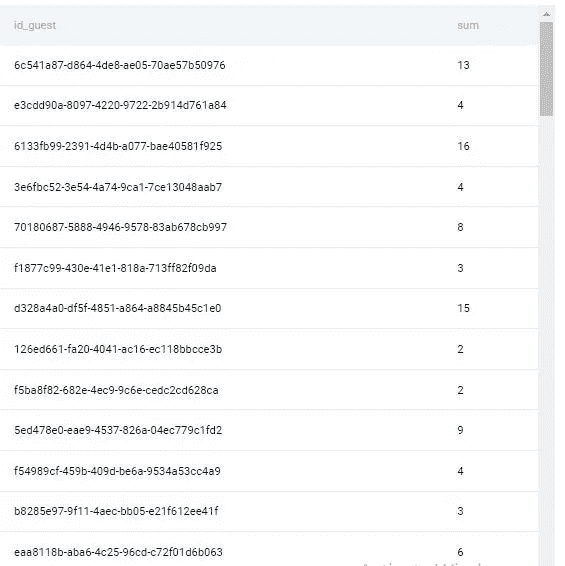 id_guest sum
6c541a87-d864-4de8-ae05-70ae57b50976 13
e3cdd90a-8097-4220-9722-2b914d761a84 4
6133fb99-2391-4d4b-a077-bae40581f925 16
3e6fbc52-3e54-4a74-9ca1-7ce13048aab7 4
70180687-5888-4946-9578-83ab678cb997 8
f1877c99-430e-41e1-818a-713ff82f09da 3
d328a4a0-df5f-4851-a864-a8845b45c1e0 15
126ed661-fa20-4041-ac16-ec118bbcce3b 2
f5ba8f82-682e-4ec9-9c6e-cedc2cd628ca 2
5ed478e0-eae9-4537-826a-04ec779c1fd2 9
f54989cf-459b-409d-be6a-9534a53cc4a9 4
b8285e97-9f11-4aec-bb05-e21f612ee41f 3
eaa8118b-aba6-4c25-96cd-c72f01d6b063 6